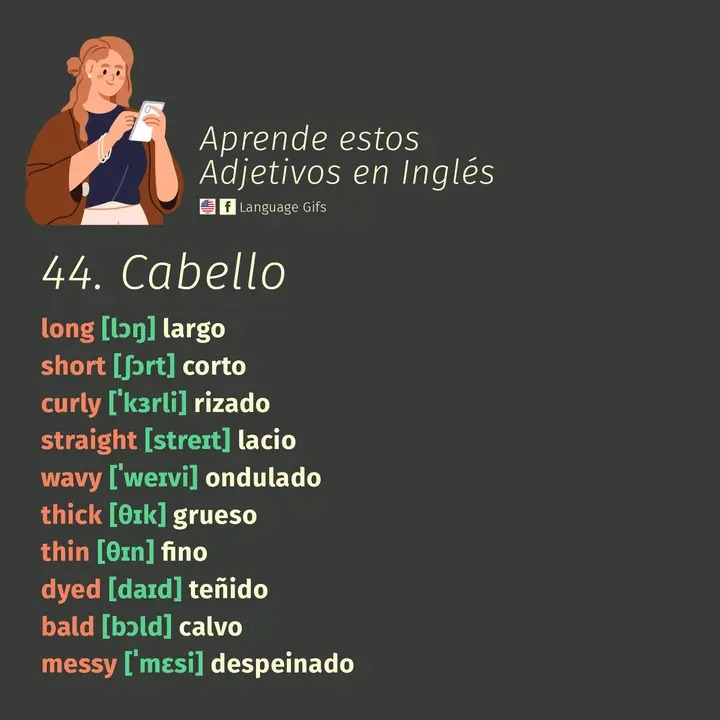 Aprende estos
Adjetivos en Inglés
f Language Gifs
44. Cabello
long [lɔŋ] largo
short [ʃɔrt] corto
curly [ˈkɜrli] rizado
straight [streɪt] lacio
wavy [ˈweɪvi] ondulado
thick [θɪk] grueso
thin [θɪn] fino
dyed [daɪd] teñido
bald [bɔld] calvo
messy [ˈmɛsi] despeinado